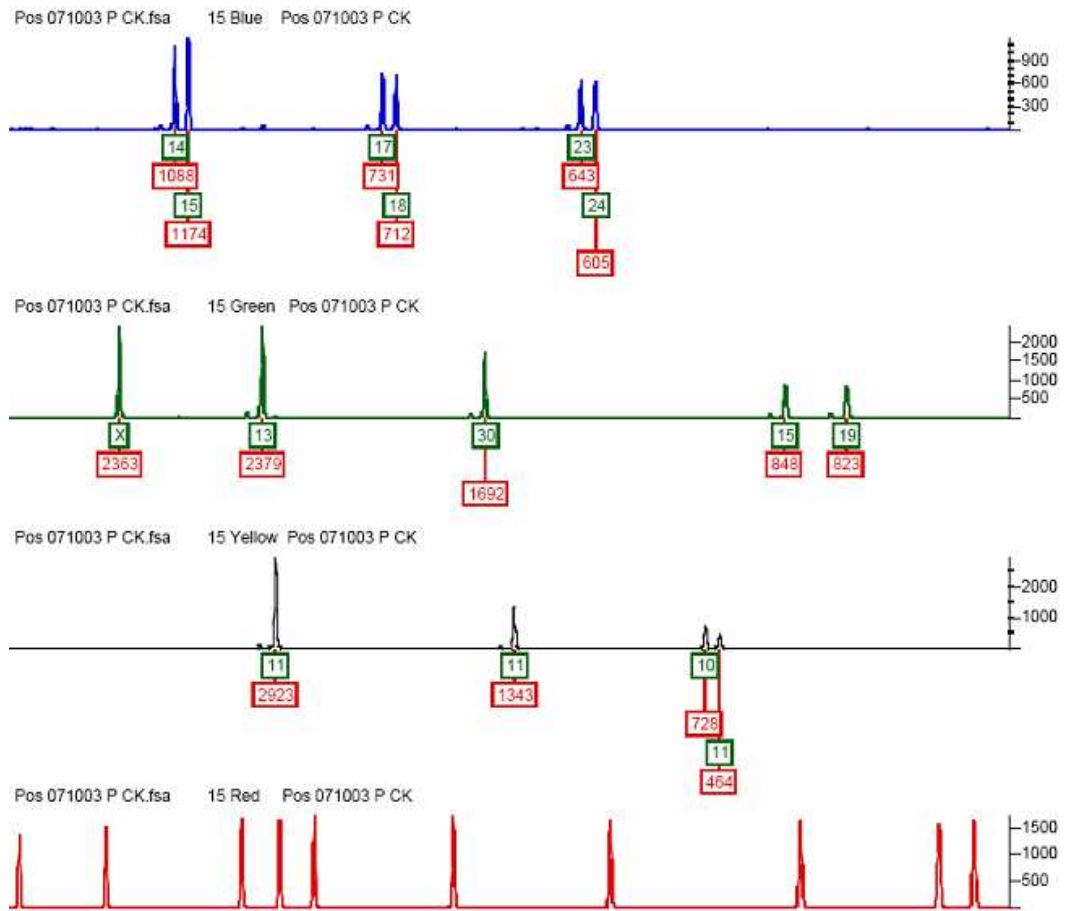 Pos 071003 P CK.fsa 15 Blue Pos 071003 P CK
900
600
300
14 17 23
1088 731 643
15 18 24
1174 712
605
Pos 071003 P CK.fsa 15 Green Pos 071003 P CK
2000
1500
1000
500
X 13 30 15 19
2363 2379 848 823
1692
Pos 071003 P CK.fsa 15 Yellow Pos 071003 P CK
2000
1000
11 11 10
2923 1343
728
11
464
Pos 071003 P CK.fsa 15 Red Pos 071003 P CK
1500
1000
500